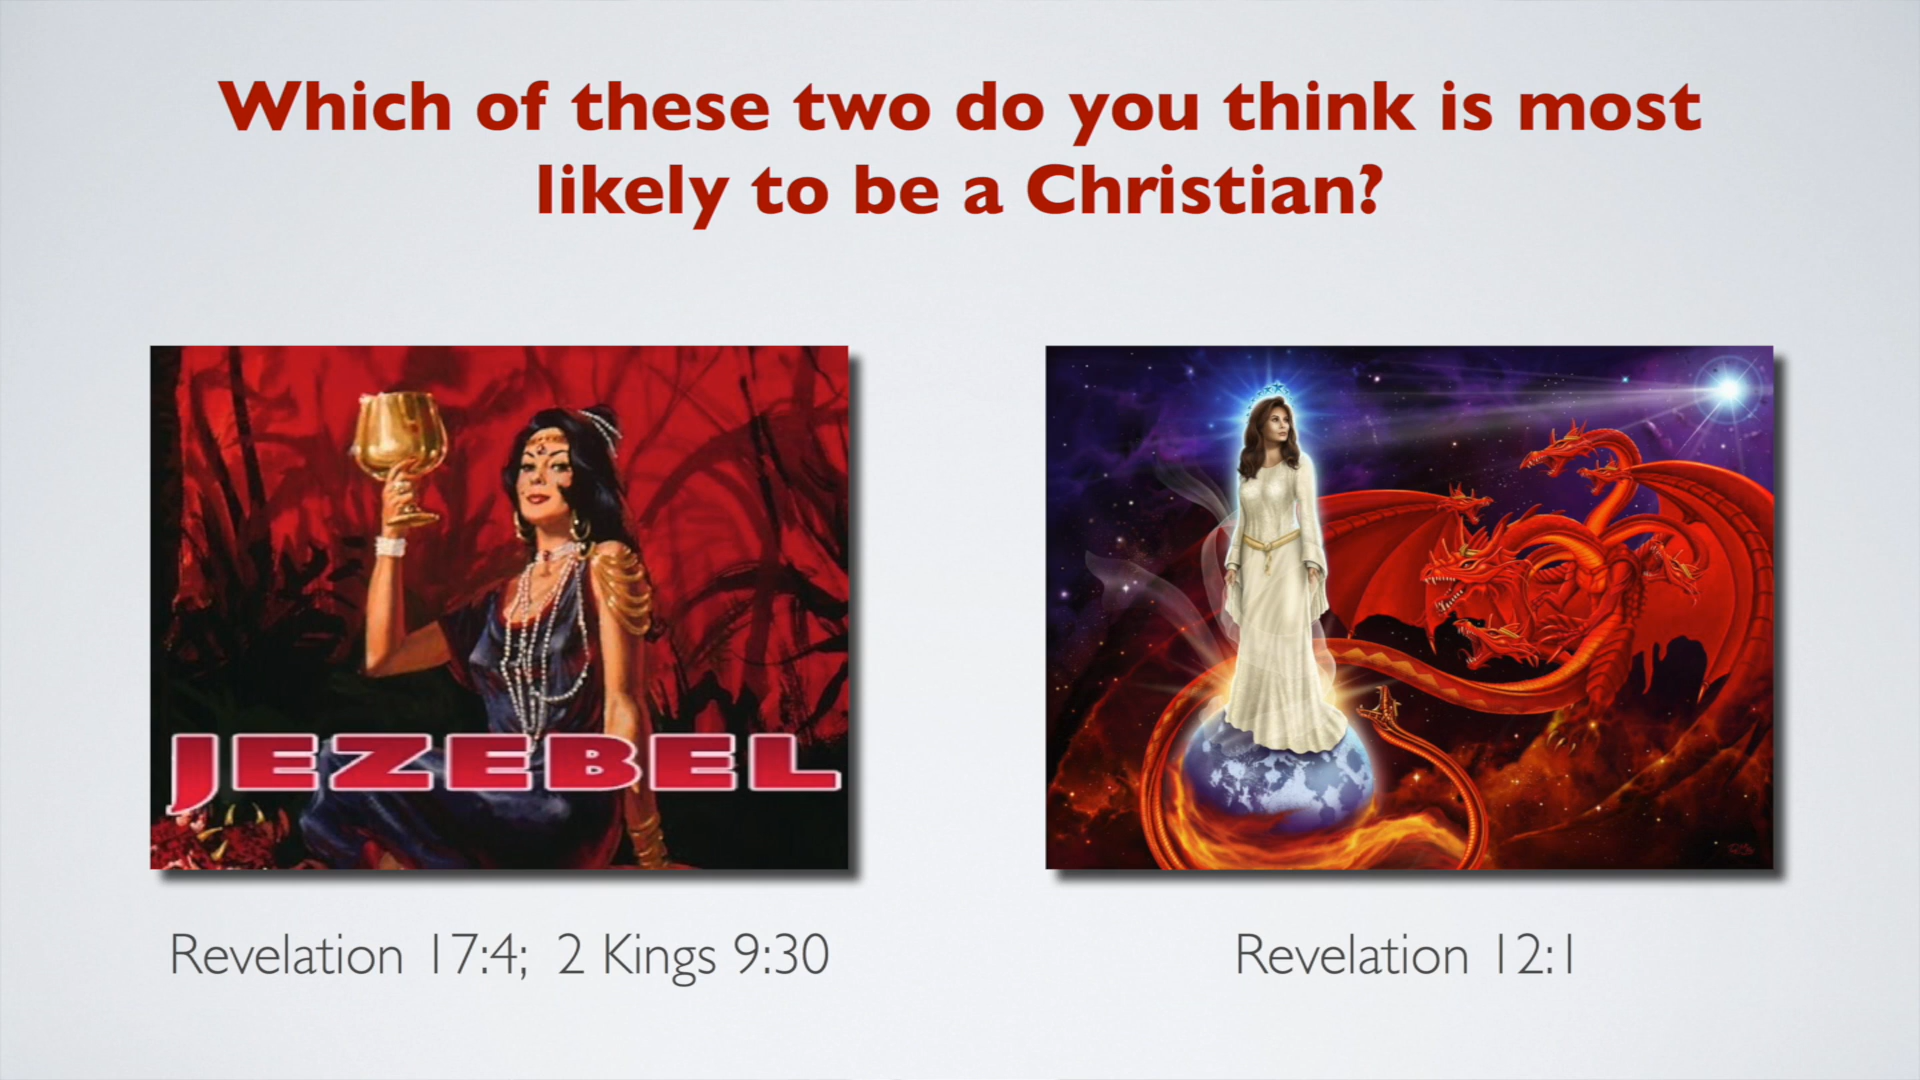 Which of these two do you think is most
likely to be a Christian?
JEZEBEL
Revelation 17:4;  2 Kings 9:30
Revelation 12:1